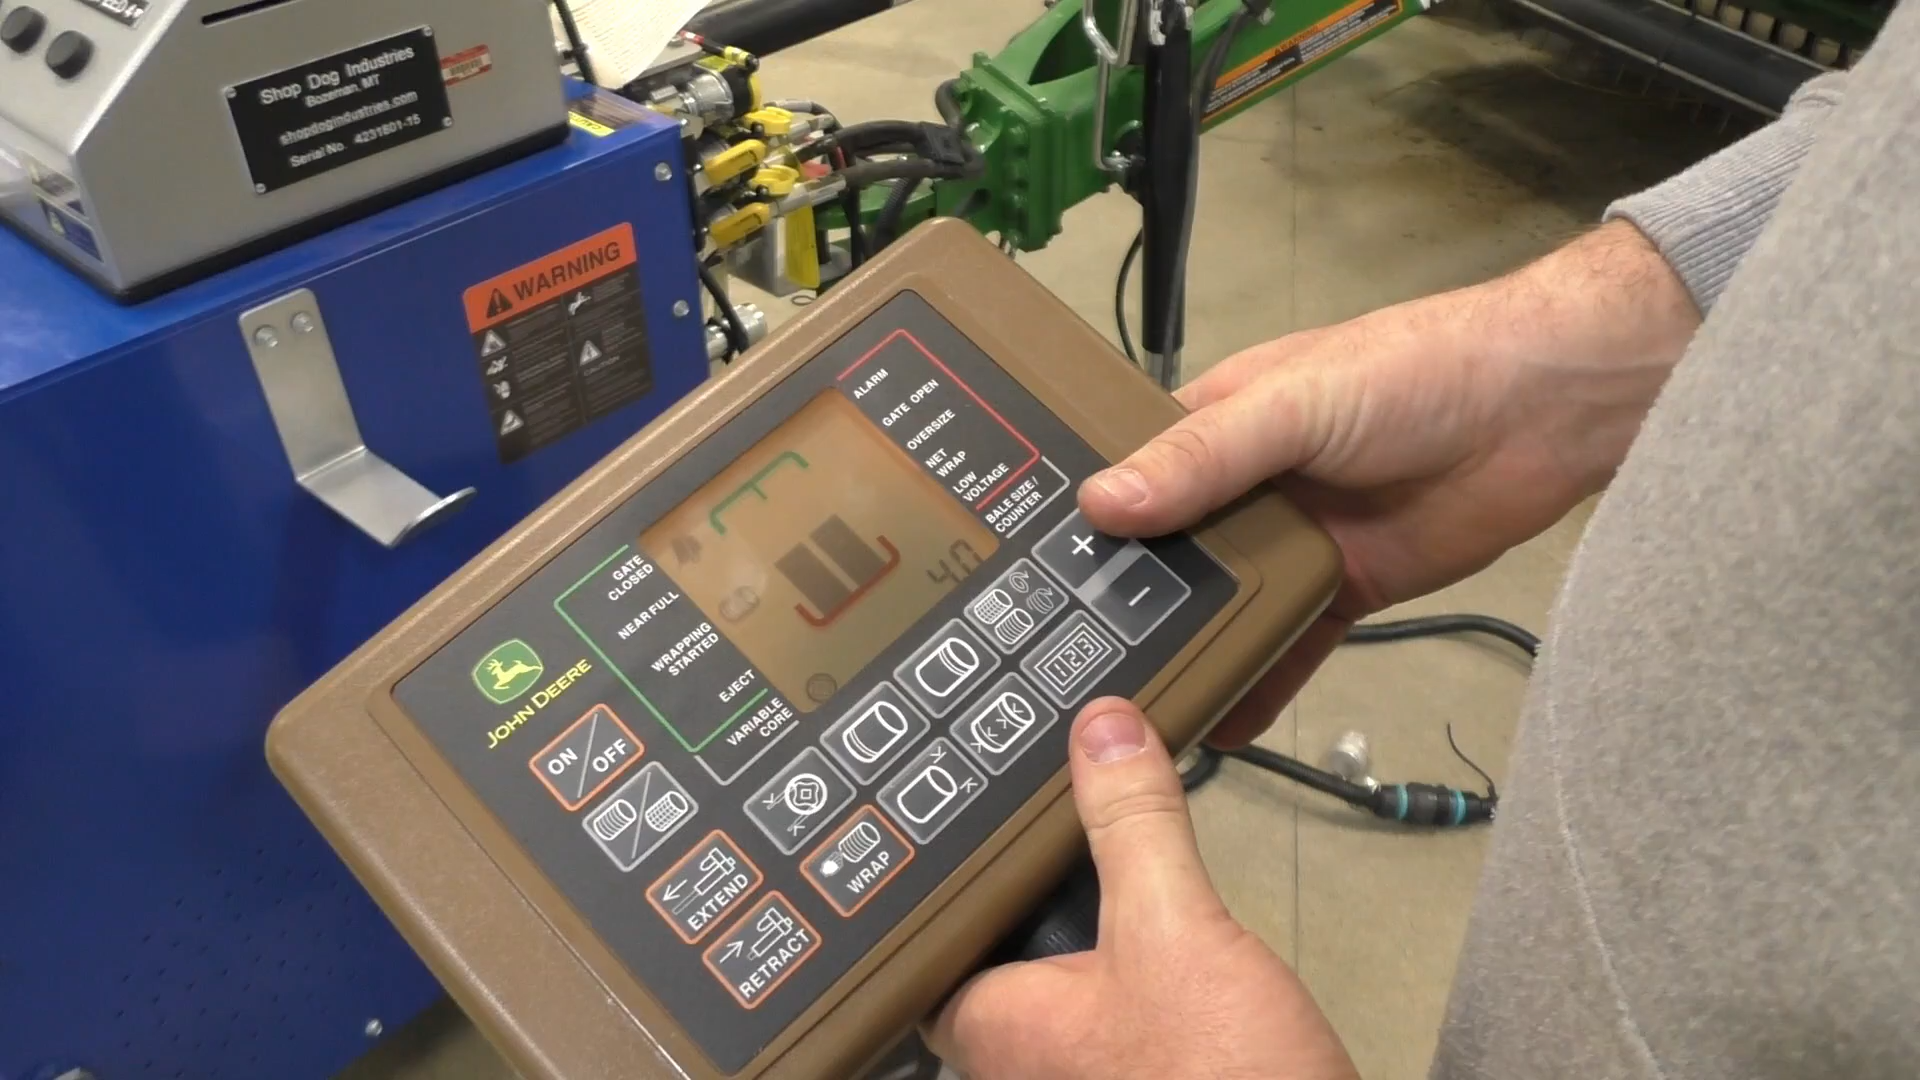 Shop Dog Industries
Bozeman, MT
shopdogindustries.com
Serial No. 4231601-15
WARNING
ALARM
GATE OPEN
OVERSIZE
NET
WRAP
LOW
VOLTAGE
BALE SIZE /
COUNTER
40
GATE
CLOSED
NEAR FULL
WRAPPING
STARTED
EJECT
VARIABLE
CORE
JOHN DEERE
ON / OFF
EXTEND
RETRACT
WRAP
123
+
−